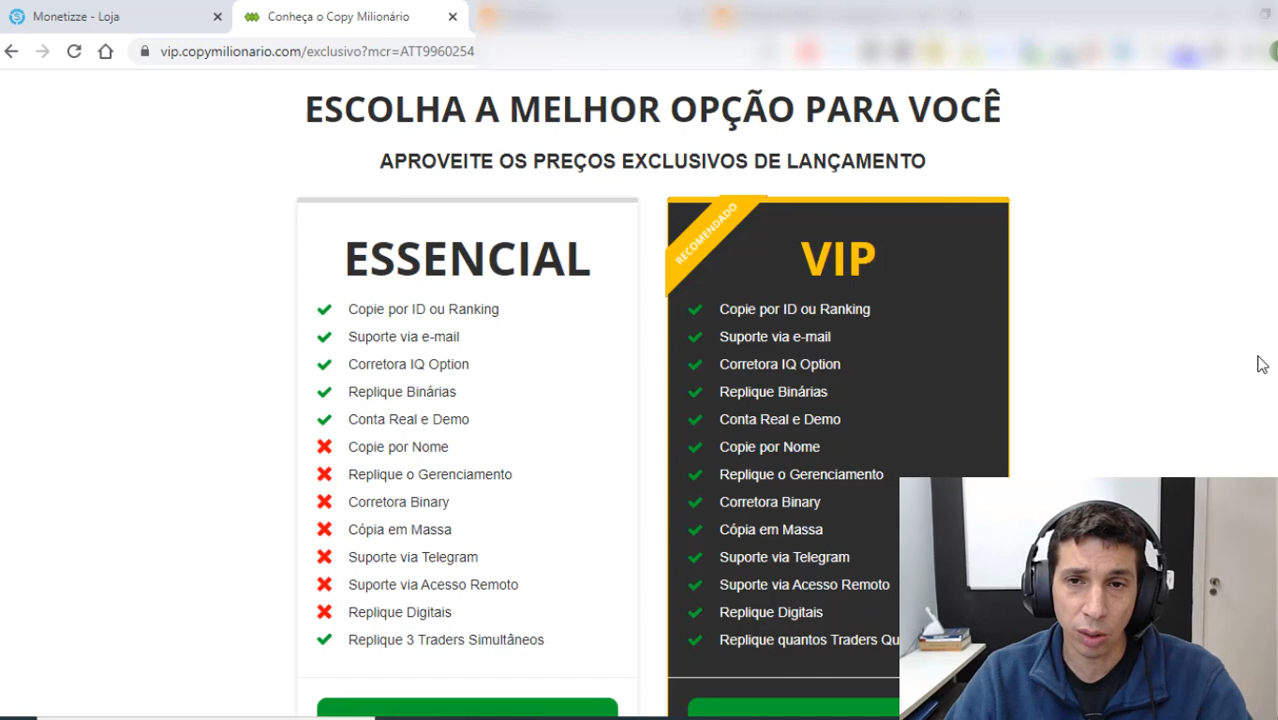 Monetizze - Loja
Conheça o Copy Milionário
vip.copymilionario.com/exclusivo?mcr=ATT9960254
ESCOLHA A MELHOR OPÇÃO PARA VOCÊ
APROVEITE OS PREÇOS EXCLUSIVOS DE LANÇAMENTO
ESSENCIAL
Copie por ID ou Ranking
Suporte via e-mail
Corretora IQ Option
Replique Binárias
Conta Real e Demo
Copie por Nome
Replique o Gerenciamento
Corretora Binary
Cópia em Massa
Suporte via Telegram
Suporte via Acesso Remoto
Replique Digitais
Replique 3 Traders Simultâneos
RECOMENDADO
VIP
Copie por ID ou Ranking
Suporte via e-mail
Corretora IQ Option
Replique Binárias
Conta Real e Demo
Copie por Nome
Replique o Gerenciamento
Corretora Binary
Cópia em Massa
Suporte via Telegram
Suporte via Acesso Remoto
Replique Digitais
Replique quantos Traders Qu